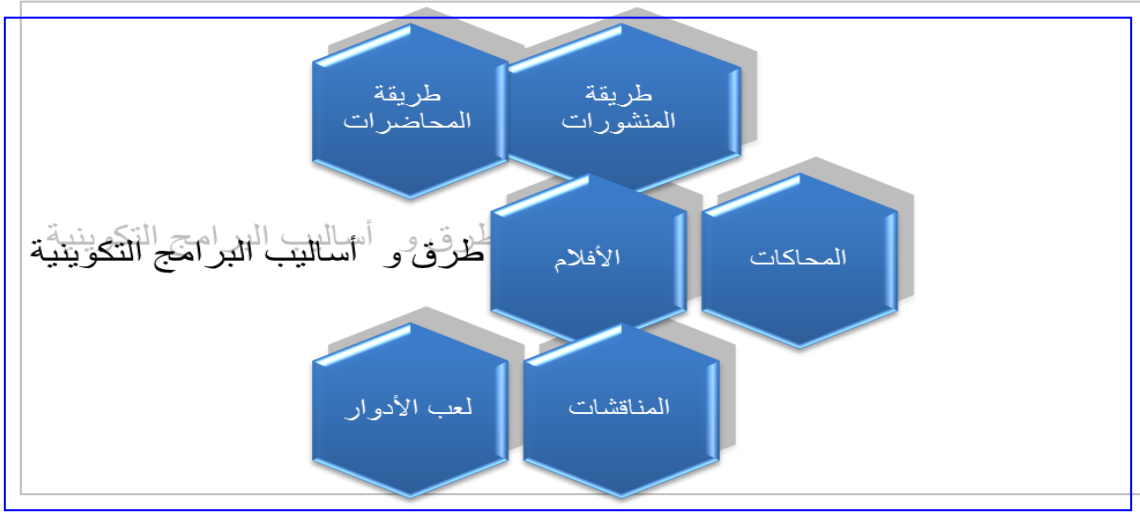 طريقة
المنشورات
طريقة
المحاضرات
المحاكات
الأفلام
طرق و أساليب البرامج التكوينية
المناقشات
لعب الأدوار